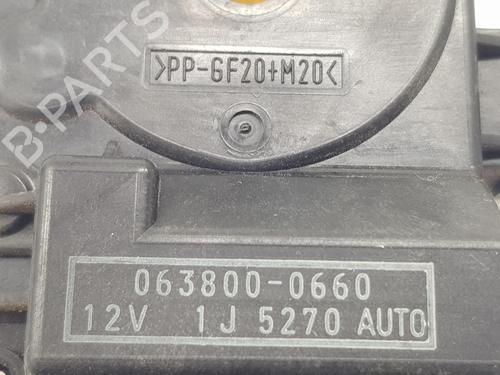 B-PARTS
>PP-GF20+M20<
063800-0660
12V 1J 5270 AUTO